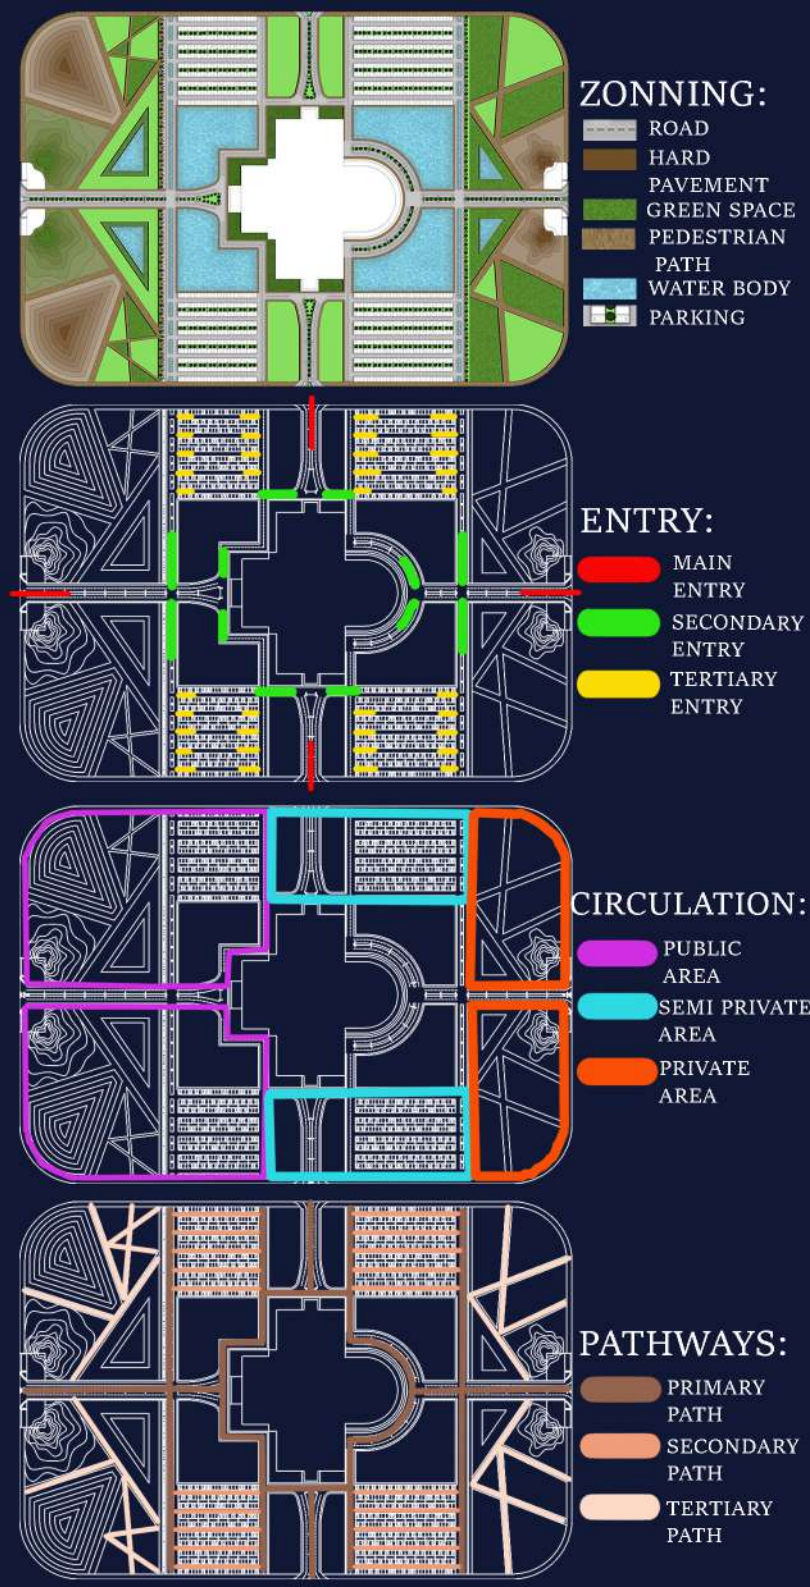 ZONNING:
ROAD
HARD
PAVEMENT
GREEN SPACE
PEDESTRIAN
PATH
WATER BODY
PARKING
ENTRY:
MAIN
ENTRY
SECONDARY
ENTRY
TERTIARY
ENTRY
CIRCULATION:
PUBLIC
AREA
SEMI PRIVATE
AREA
PRIVATE
AREA
PATHWAYS:
PRIMARY
PATH
SECONDARY
PATH
TERTIARY
PATH